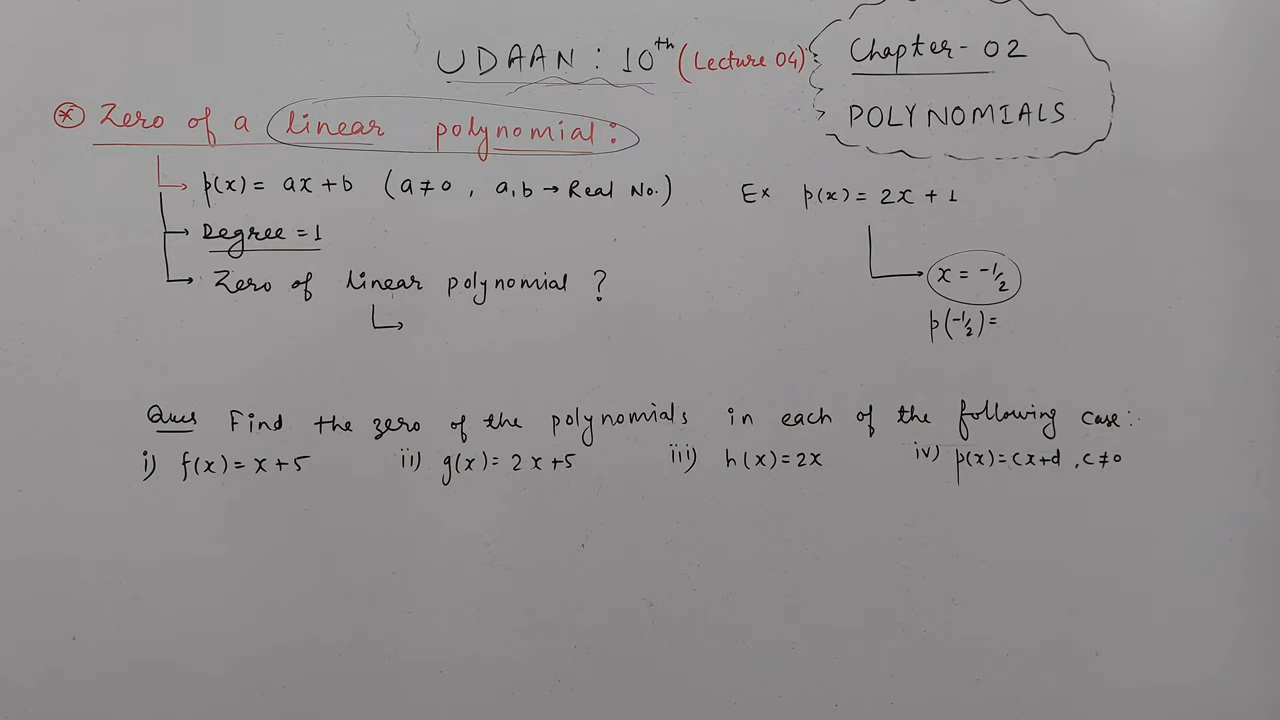 UDAAN : 10th (Lecture 04)
Chapter - 02
POLYNOMIALS
* Zero of a linear polynomial :
p(x) = ax + b (a ≠ 0 , a, b → Real No.)
Degree = 1
Zero of linear polynomial ?
Ex p(x) = 2x + 1
x = -1/2
p(-1/2) =
Ques Find the zero of the polynomials in each of the following case :.
i) f(x) = x + 5 ii) g(x) = 2x + 5 iii) h(x) = 2x iv) p(x) = cx + d , c ≠ 0